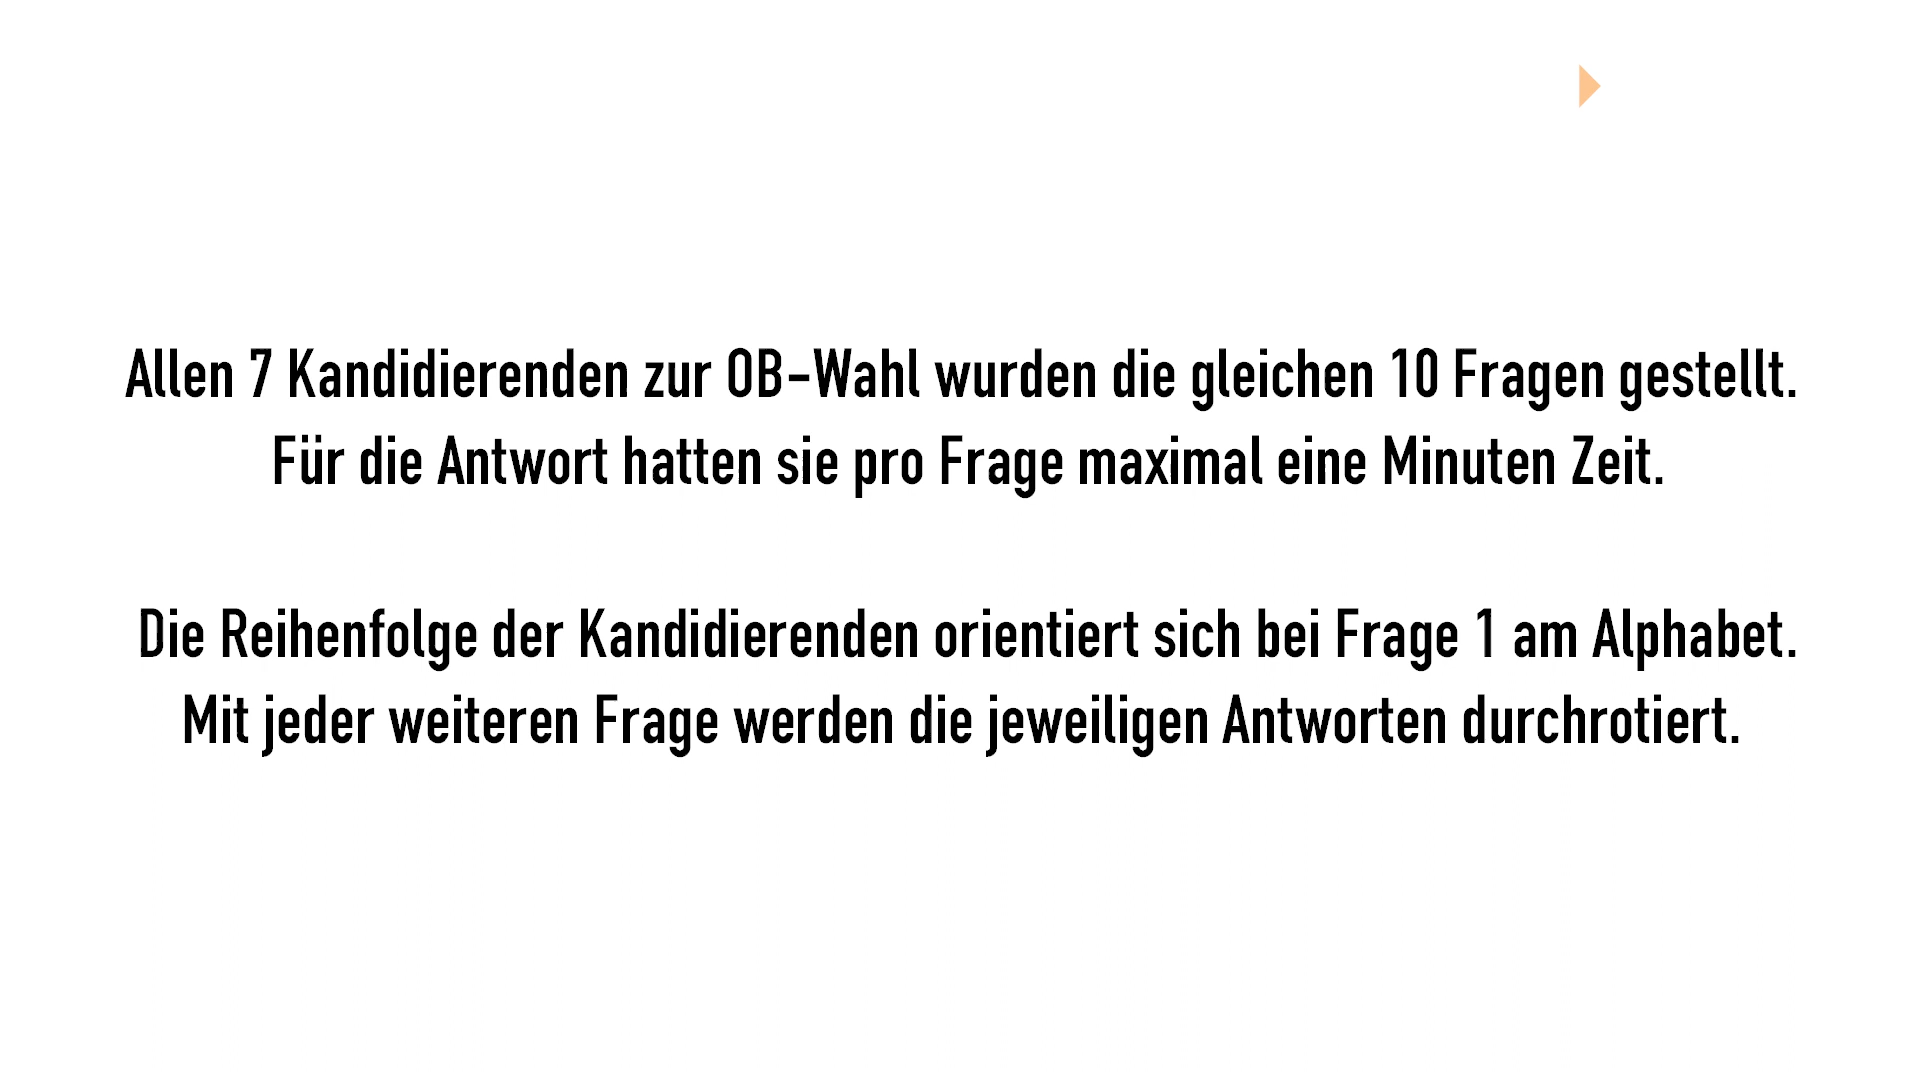 Allen 7 Kandidierenden zur OB-Wahl wurden die gleichen 10 Fragen gestellt.
Für die Antwort hatten sie pro Frage maximal eine Minuten Zeit.
Die Reihenfolge der Kandidierenden orientiert sich bei Frage 1 am Alphabet.
Mit jeder weiteren Frage werden die jeweiligen Antworten durchrotiert.